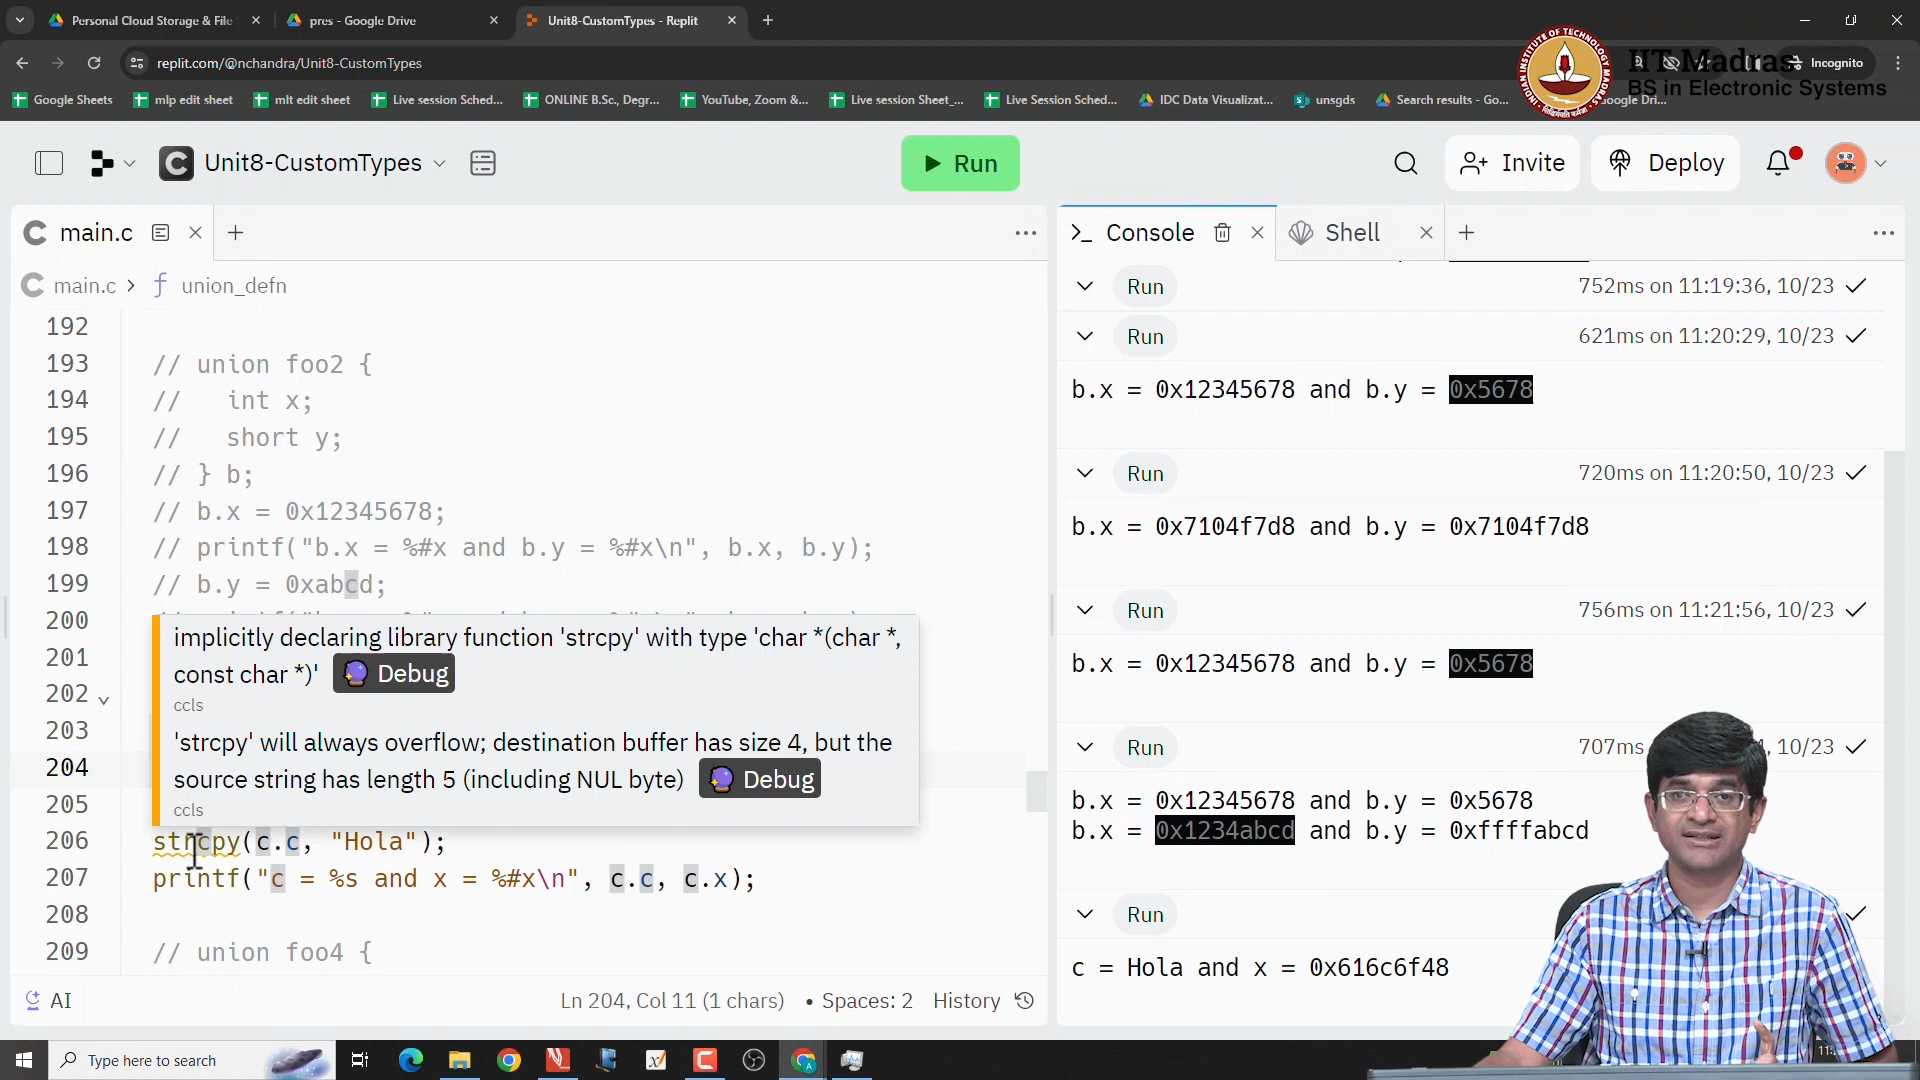 Personal Cloud Storage & File
pres - Google Drive
Unit8-CustomTypes - Replit
replit.com/@nchandra/Unit8-CustomTypes
Incognito
IIT Madras
BS in Electronic Systems
Google Sheets
mlp edit sheet
mlt edit sheet
Live session Sched...
ONLINE B.Sc., Degr...
YouTube, Zoom &...
Live session Sheet_...
Live Session Sched...
IDC Data Visualizat...
unsgds
Search results - Go...
Unit8-CustomTypes
Run
Invite
Deploy
main.c
Console
Shell
main.c > union_defn
192
193 // union foo2 {
194 //   int x;
195 //   short y;
196 // } b;
197 // b.x = 0x12345678;
198 // printf("b.x = %#x and b.y = %#x\n", b.x, b.y);
199 // b.y = 0xabcd;
200
201
202
203
204
205
implicitly declaring library function 'strcpy' with type 'char *(char *,
const char *)' Debug
ccls
'strcpy' will always overflow; destination buffer has size 4, but the
source string has length 5 (including NUL byte) Debug
ccls
206 strcpy(c.c, "Hola");
207 printf("c = %s and x = %#x\n", c.c, c.x);
208
209 // union foo4 {
AI
Ln 204, Col 11 (1 chars)
• Spaces: 2
History
Run
752ms on 11:19:36, 10/23
Run
621ms on 11:20:29, 10/23
b.x = 0x12345678 and b.y = 0x5678
Run
720ms on 11:20:50, 10/23
b.x = 0x7104f7d8 and b.y = 0x7104f7d8
Run
756ms on 11:21:56, 10/23
b.x = 0x12345678 and b.y = 0x5678
Run
707ms
, 10/23
b.x = 0x12345678 and b.y = 0x5678
b.x = 0x1234abcd and b.y = 0xffffabcd
Run
c = Hola and x = 0x616c6f48
Type here to search